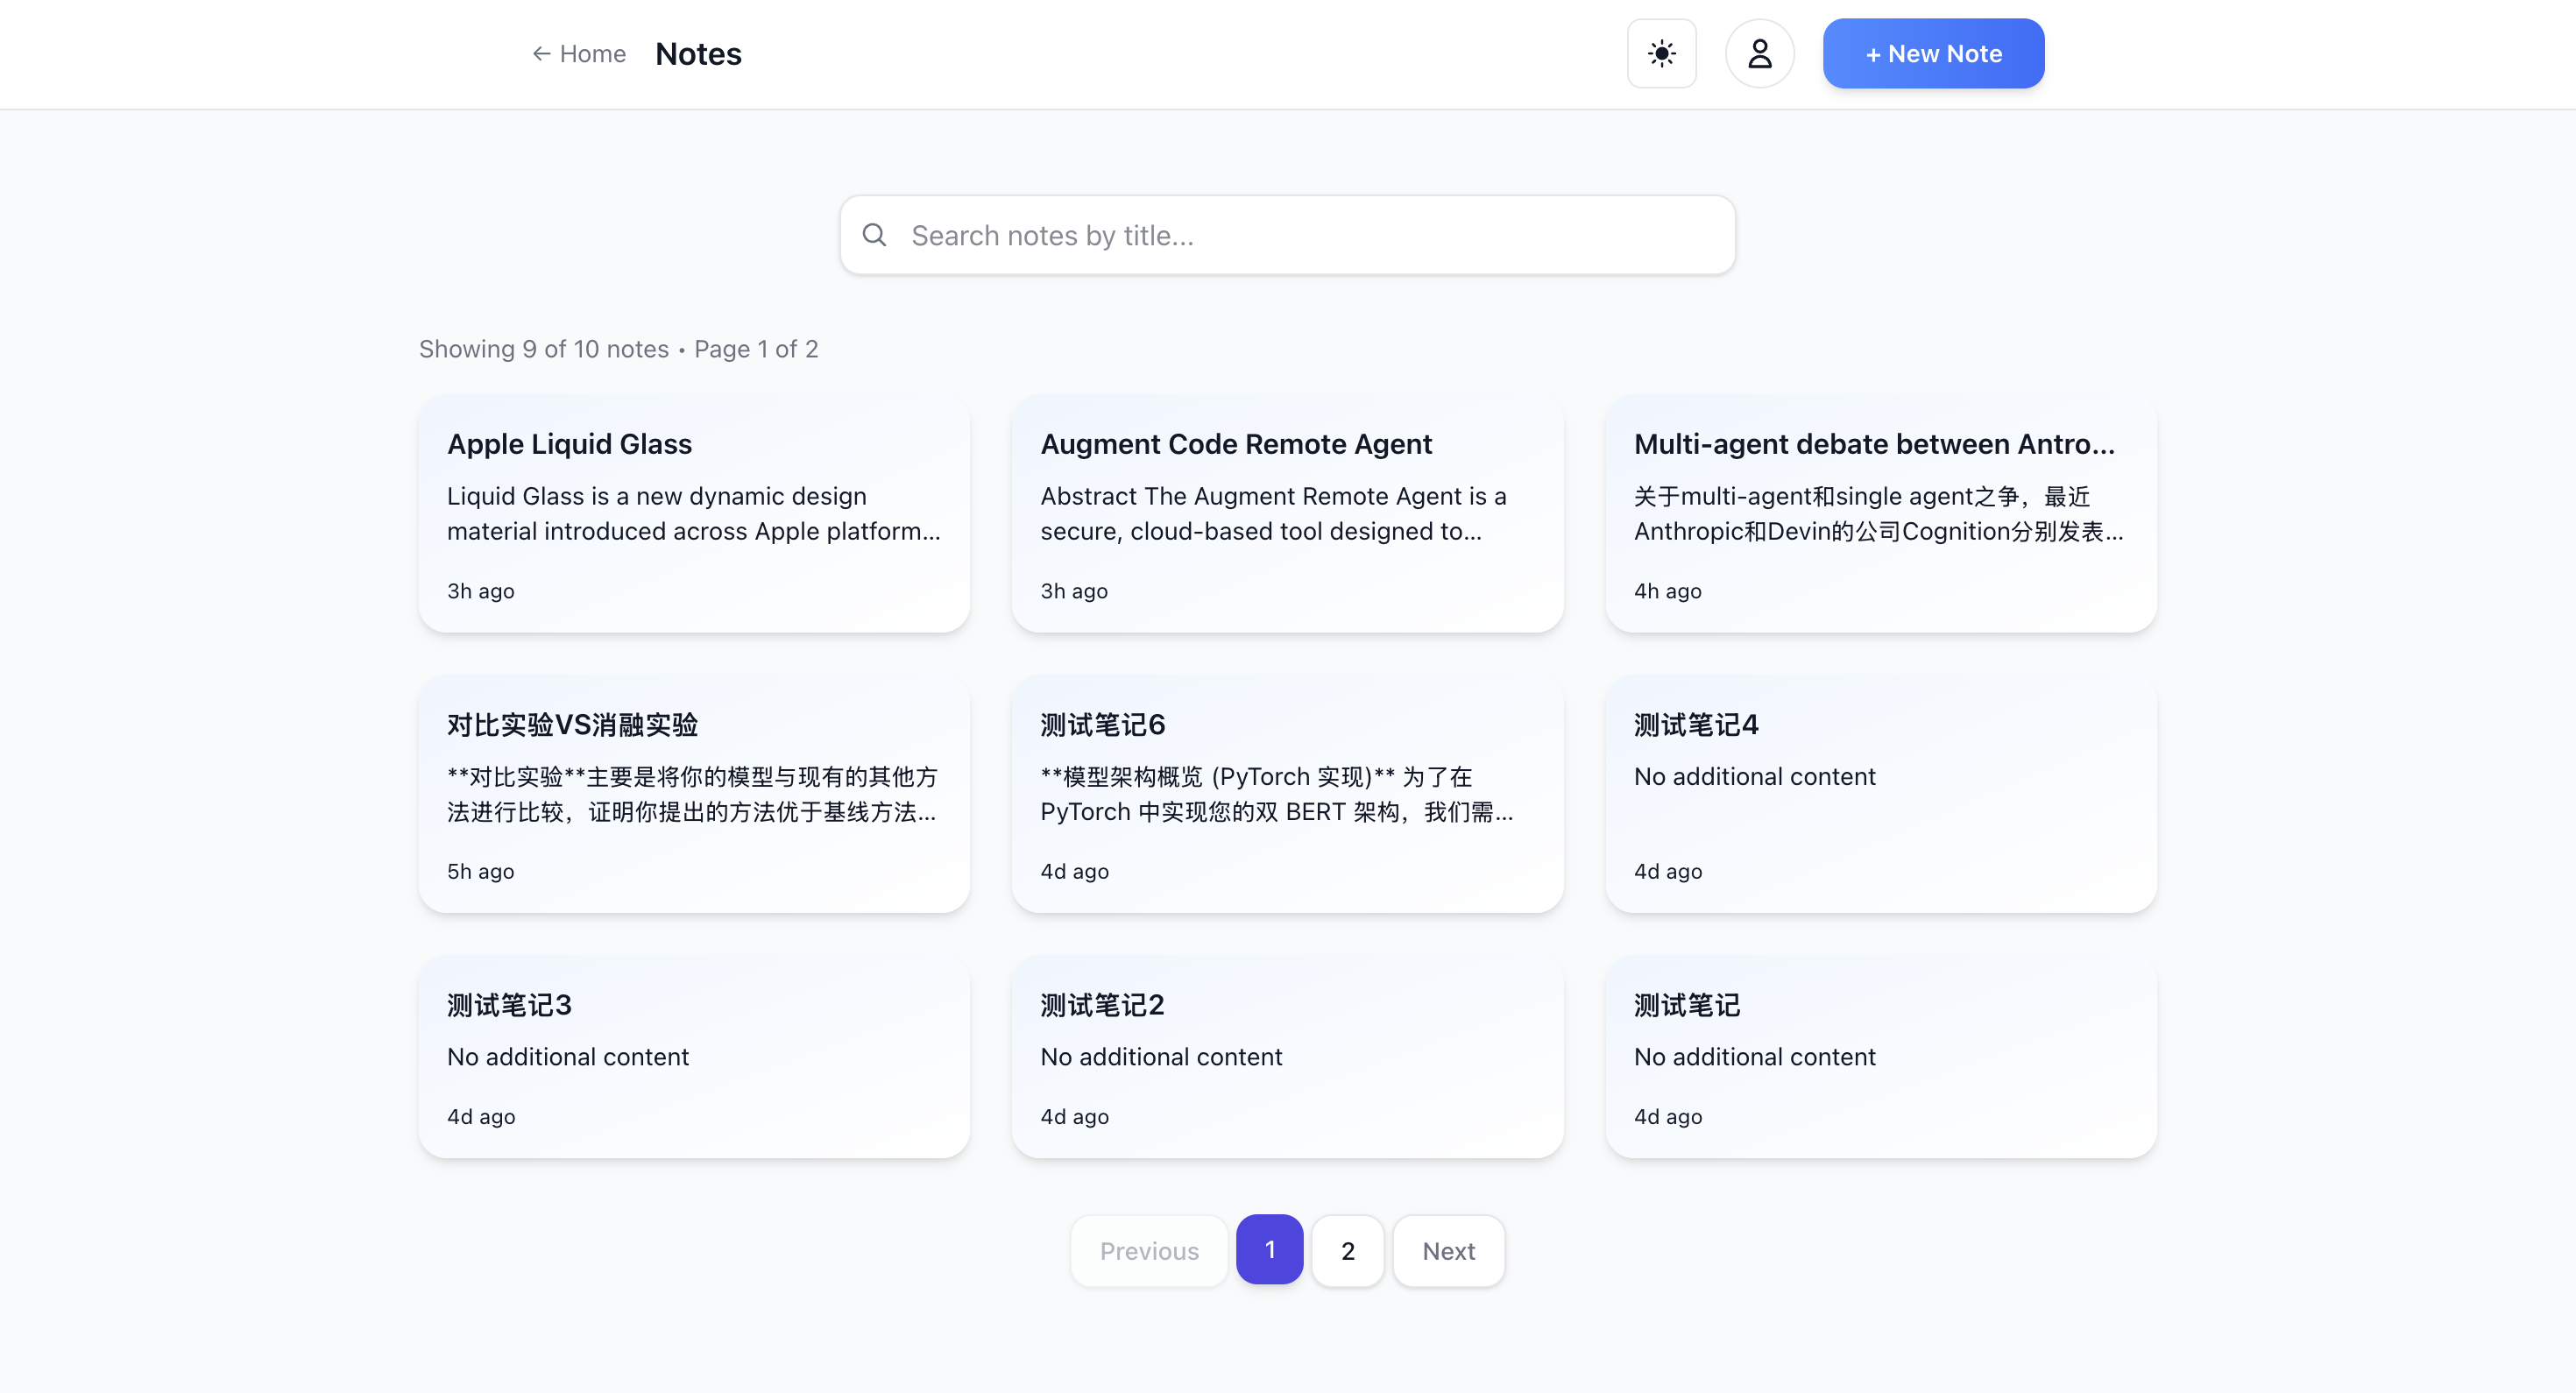 ← Home Notes + New Note
Search notes by title...
Showing 9 of 10 notes • Page 1 of 2
Apple Liquid Glass
Liquid Glass is a new dynamic design
material introduced across Apple platform...
3h ago
Augment Code Remote Agent
Abstract The Augment Remote Agent is a
secure, cloud-based tool designed to...
3h ago
Multi-agent debate between Antro...
关于multi-agent和single agent之争，最近
Anthropic和Devin的公司Cognition分别发表...
4h ago
对比实验VS消融实验
**对比实验**主要是将你的模型与现有的其他方
法进行比较，证明你提出的方法优于基线方法...
5h ago
测试笔记6
**模型架构概览 (PyTorch 实现)** 为了在
PyTorch 中实现您的双 BERT 架构，我们需...
4d ago
测试笔记4
No additional content
4d ago
测试笔记3
No additional content
4d ago
测试笔记2
No additional content
4d ago
测试笔记
No additional content
4d ago
Previous 1 2 Next